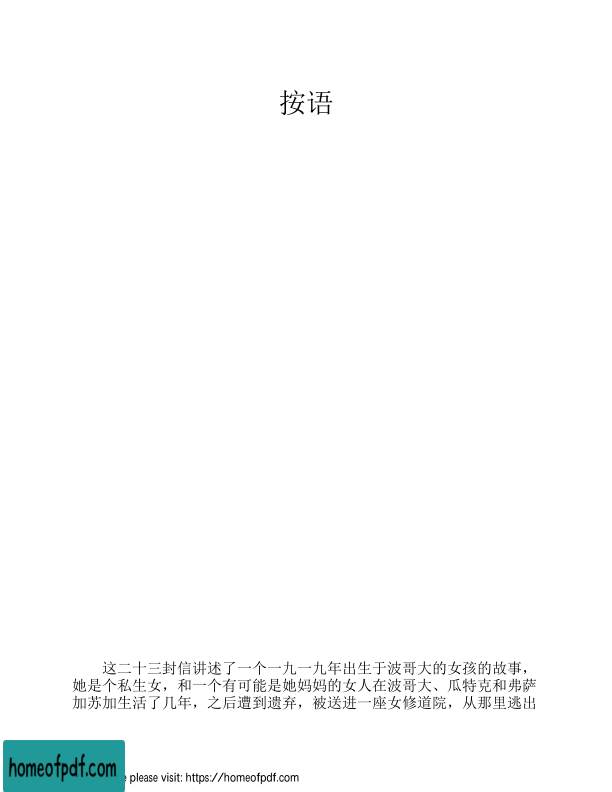 按语
这二十三封信讲述了一个一九一九年出生于波哥大的女孩的故事，
她是个私生女，和一个有可能是她妈妈的女人在波哥大、瓜特克和弗萨
加苏加生活了几年，之后遭到遗弃，被送进一座女修道院，从那里逃出
homeofpdf.com
please visit: https://homeofpdf.com